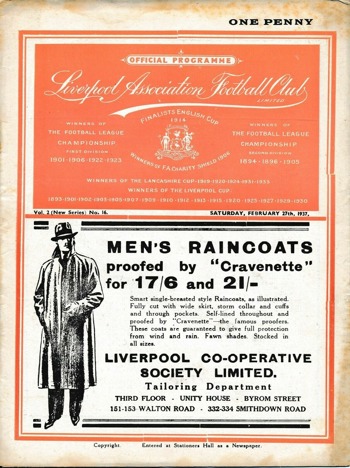 ONE PENNY
OFFICIAL PROGRAMME
Liverpool Association Football Club
LIMITED
FINALISTS ENGLISH CUP
1914
WINNERS OF
THE FOOTBALL LEAGUE
CHAMPIONSHIP
FIRST DIVISION
1901-1906-1922-1923
WINNERS OF F.A. CHARITY SHIELD 1906
WINNERS OF
THE FOOTBALL LEAGUE
CHAMPIONSHIP
SECOND DIVISION
1894-1896-1905
WINNERS OF THE LANCASHIRE CUP
WINNERS OF THE LIVERPOOL CUP
Vol. 2 (New Series) No. 16.
SATURDAY, FEBRUARY 27th, 1937.
MEN'S RAINCOATS
proofed by "Cravenette"
for 17/6 and 21/-
Smart single-breasted style Raincoats, as illustrated.
Fully cut with wide skirt, storm collar and cuffs
and through pockets. Self-lined throughout and
proofed by "Cravenette"—the famous proofers.
These coats are guaranteed to give full protection
from wind and rain. Fawn shades. Stocked in
all sizes.
LIVERPOOL CO-OPERATIVE
SOCIETY LIMITED.
Tailoring Department
THIRD FLOOR - UNITY HOUSE - BYROM STREET
151-153 WALTON ROAD - 332-334 SMITHDOWN ROAD
Copyright. Entered at Stationers Hall as a Newspaper.